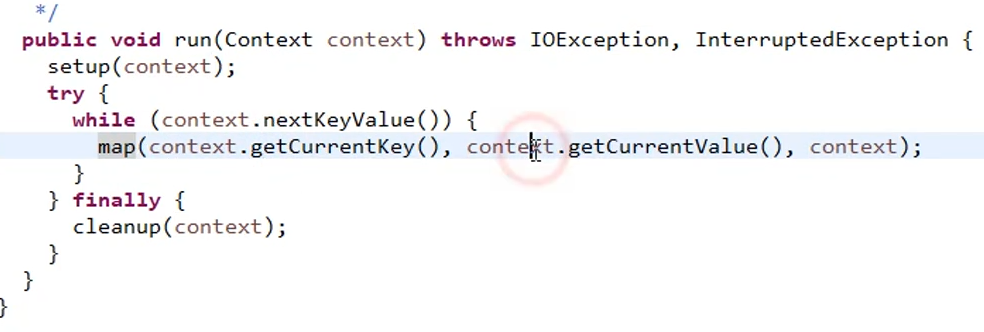 */
public void run(Context context) throws IOException, InterruptedException {
setup(context);
try {
while (context.nextKeyValue()) {
map(context.getCurrentKey(), context.getCurrentValue(), context);
}
} finally {
cleanup(context);
}
}
}